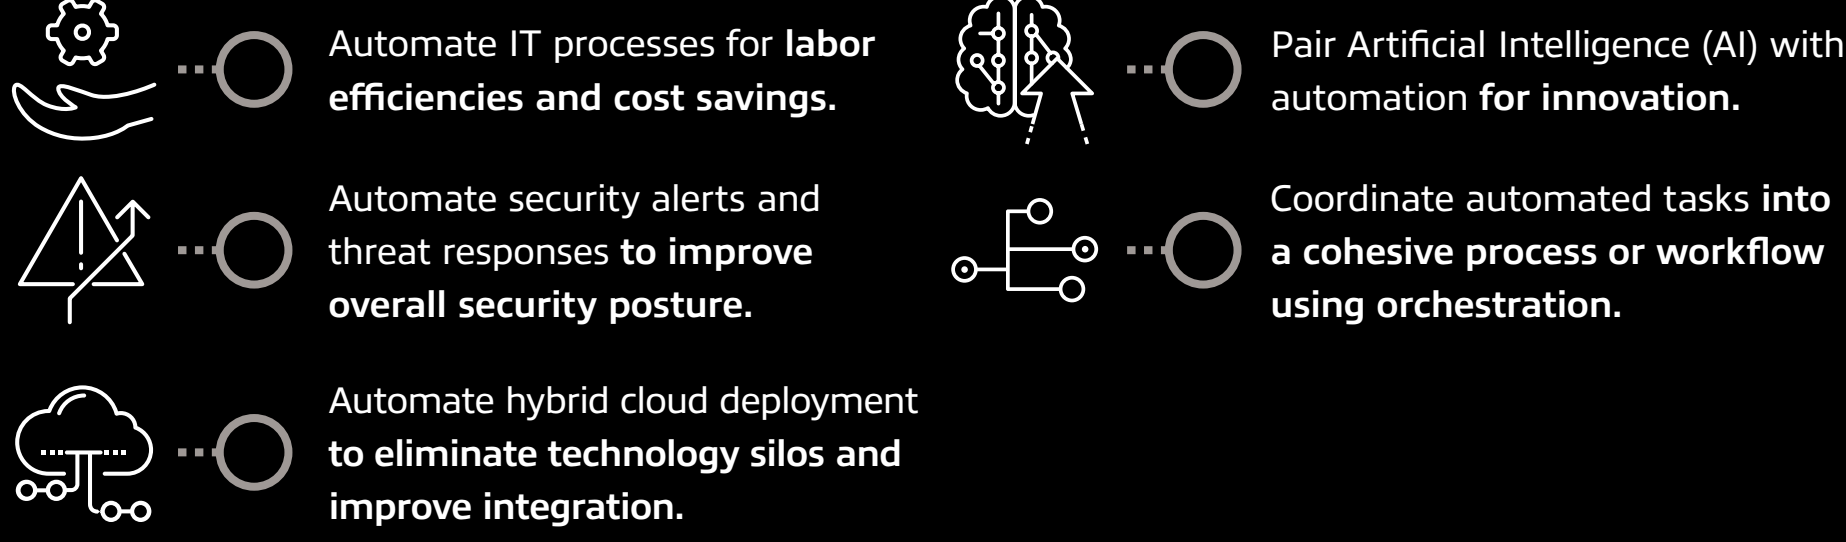 Automate IT processes for labor
efficiencies and cost savings.
Automate security alerts and
threat responses to improve
overall security posture.
Automate hybrid cloud deployment
to eliminate technology silos and
improve integration.
Pair Artificial Intelligence (AI) with
automation for innovation.
Coordinate automated tasks into
a cohesive process or workflow
using orchestration.